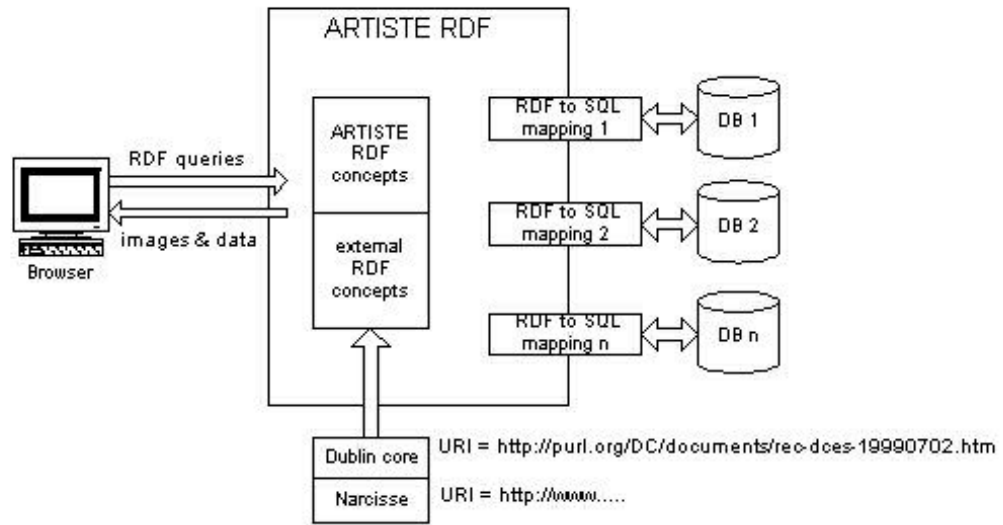 ARTISTE RDF
RDF to SQL
mapping 1
DB 1
ARTISTE
RDF
concepts
RDF queries
images & data
Browser
external
RDF
concepts
RDF to SQL
mapping 2
DB 2
RDF to SQL
mapping n
DB n
Dublin core
URI = http://purl.org/DC/documents/rec-dces-19990702.htm
Narcisse
URI = http://www.....